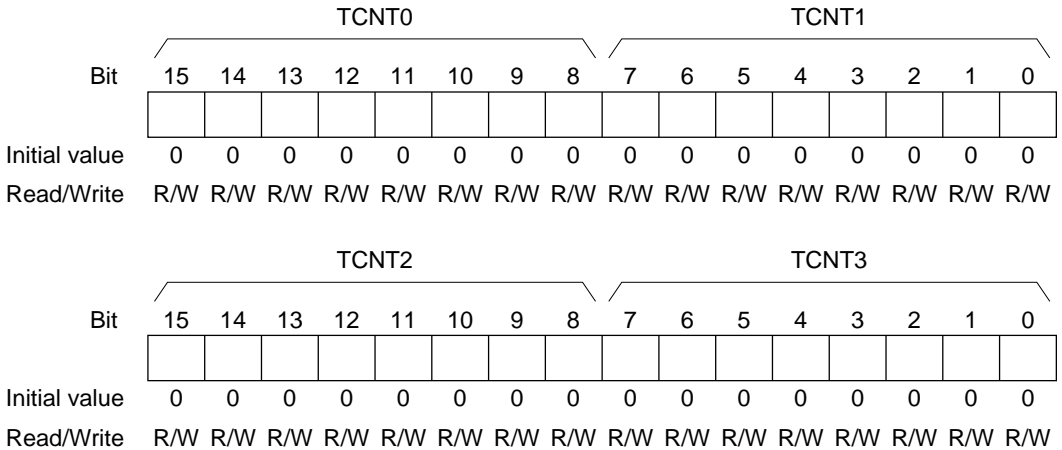 TCNT0 TCNT1
Bit 15 14 13 12 11 10 9 8 7 6 5 4 3 2 1 0
Initial value 0 0 0 0 0 0 0 0 0 0 0 0 0 0 0 0
Read/Write R/W R/W R/W R/W R/W R/W R/W R/W R/W R/W R/W R/W R/W R/W R/W R/W
TCNT2 TCNT3
Bit 15 14 13 12 11 10 9 8 7 6 5 4 3 2 1 0
Initial value 0 0 0 0 0 0 0 0 0 0 0 0 0 0 0 0
Read/Write R/W R/W R/W R/W R/W R/W R/W R/W R/W R/W R/W R/W R/W R/W R/W R/W